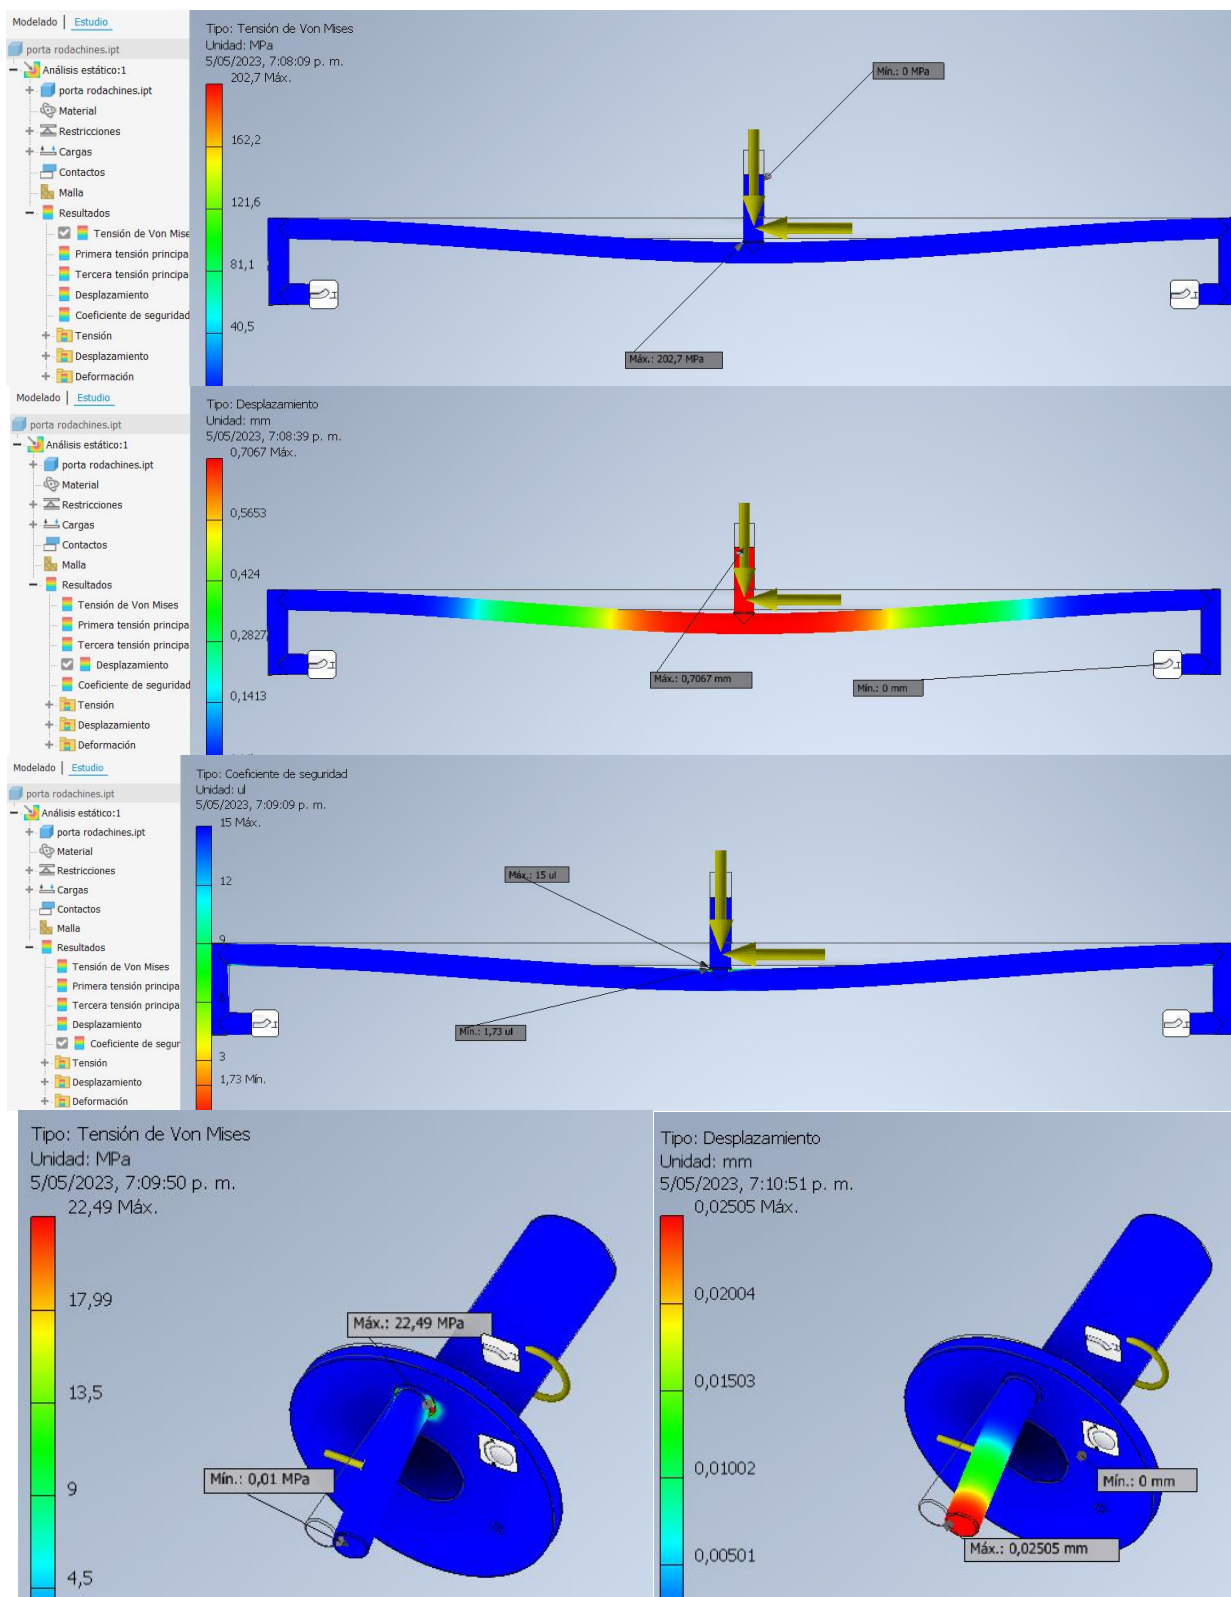 Modelado | Estudio
porta rodachines.ipt
Análisis estático:1
porta rodachines.ipt
Material
Restricciones
Cargas
Contactos
Malla
Resultados
Tensión de Von Mise
Primera tensión principa
Tercera tensión principa
Desplazamiento
Coeficiente de seguridad
Tensión
Desplazamiento
Deformación
Tipo: Tensión de Von Mises
Unidad: MPa
5/05/2023, 7:08:09 p. m.
202,7 Máx.
162,2
121,6
81,1
40,5
Mín.: 0 MPa
Máx.: 202,7 MPa
Modelado | Estudio
porta rodachines.ipt
Análisis estático:1
porta rodachines.ipt
Material
Restricciones
Cargas
Contactos
Malla
Resultados
Tensión de Von Mises
Primera tensión principa
Tercera tensión principa
Desplazamiento
Coeficiente de seguridad
Tensión
Desplazamiento
Deformación
Tipo: Desplazamiento
Unidad: mm
5/05/2023, 7:08:39 p. m.
0,7067 Máx.
0,5653
0,424
0,2827
0,1413
Máx.: 0,7067 mm
Mín.: 0 mm
Modelado | Estudio
porta rodachines.ipt
Análisis estático:1
porta rodachines.ipt
Material
Restricciones
Cargas
Contactos
Malla
Resultados
Tensión de Von Mises
Primera tensión principa
Tercera tensión principa
Desplazamiento
Coeficiente de segur
Tensión
Desplazamiento
Deformación
Tipo: Coeficiente de seguridad
Unidad: ul
5/05/2023, 7:09:09 p. m.
15 Máx.
12
9
6
3
1,73 Mín.
Máx.: 15 ul
Mín.: 1,73 ul
Tipo: Tensión de Von Mises
Unidad: MPa
5/05/2023, 7:09:50 p. m.
22,49 Máx.
17,99
13,5
9
4,5
Máx.: 22,49 MPa
Mín.: 0,01 MPa
Tipo: Desplazamiento
Unidad: mm
5/05/2023, 7:10:51 p. m.
0,02505 Máx.
0,02004
0,01503
0,01002
0,00501
Mín.: 0 mm
Máx.: 0,02505 mm